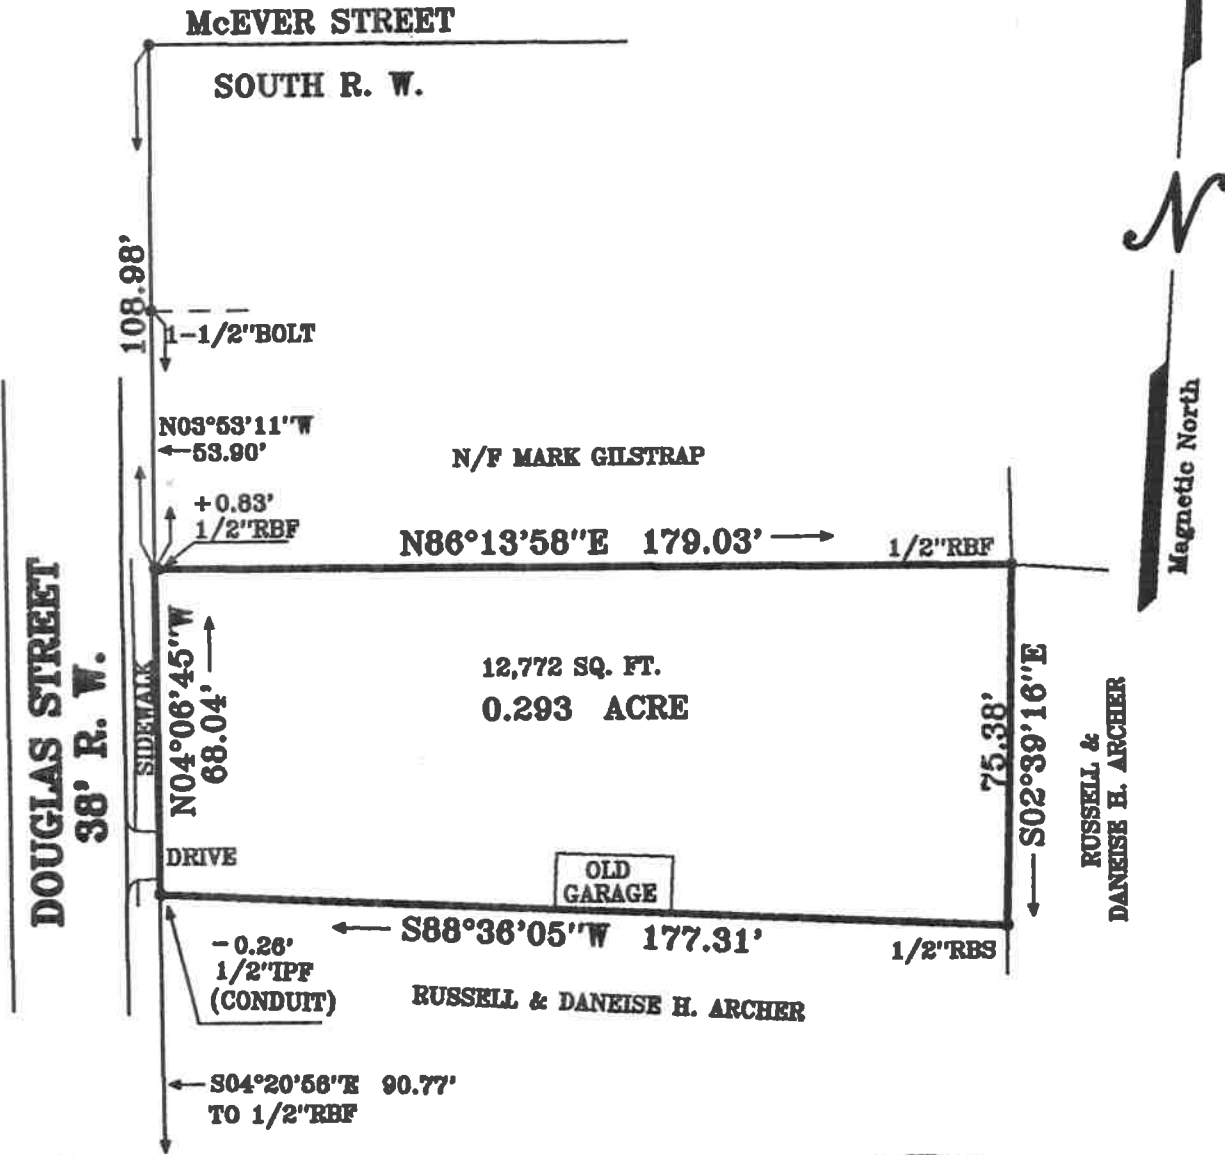 McEVER STREET
SOUTH R. W.
108.98'
1-1/2"BOLT
N03°53'11"W
53.90'
N/F MARK GILSTRAP
+0.83'
1/2"RBF
N86°13'58"E 179.03'
1/2"RBF
N
Magnetic North
DOUGLAS STREET
38' R. W.
SIDEWALK
N04°06'45"W
68.04'
12,772 SQ. FT.
0.293 ACRE
75.38'
S02°39'16"E
RUSSELL &
DANEISE H. ARCHER
DRIVE
OLD
GARAGE
S88°36'05"W 177.31'
1/2"RBS
-0.26'
1/2"IPF
(CONDUIT)
RUSSELL & DANEISE H. ARCHER
S04°20'56"E 90.77'
TO 1/2"RBF